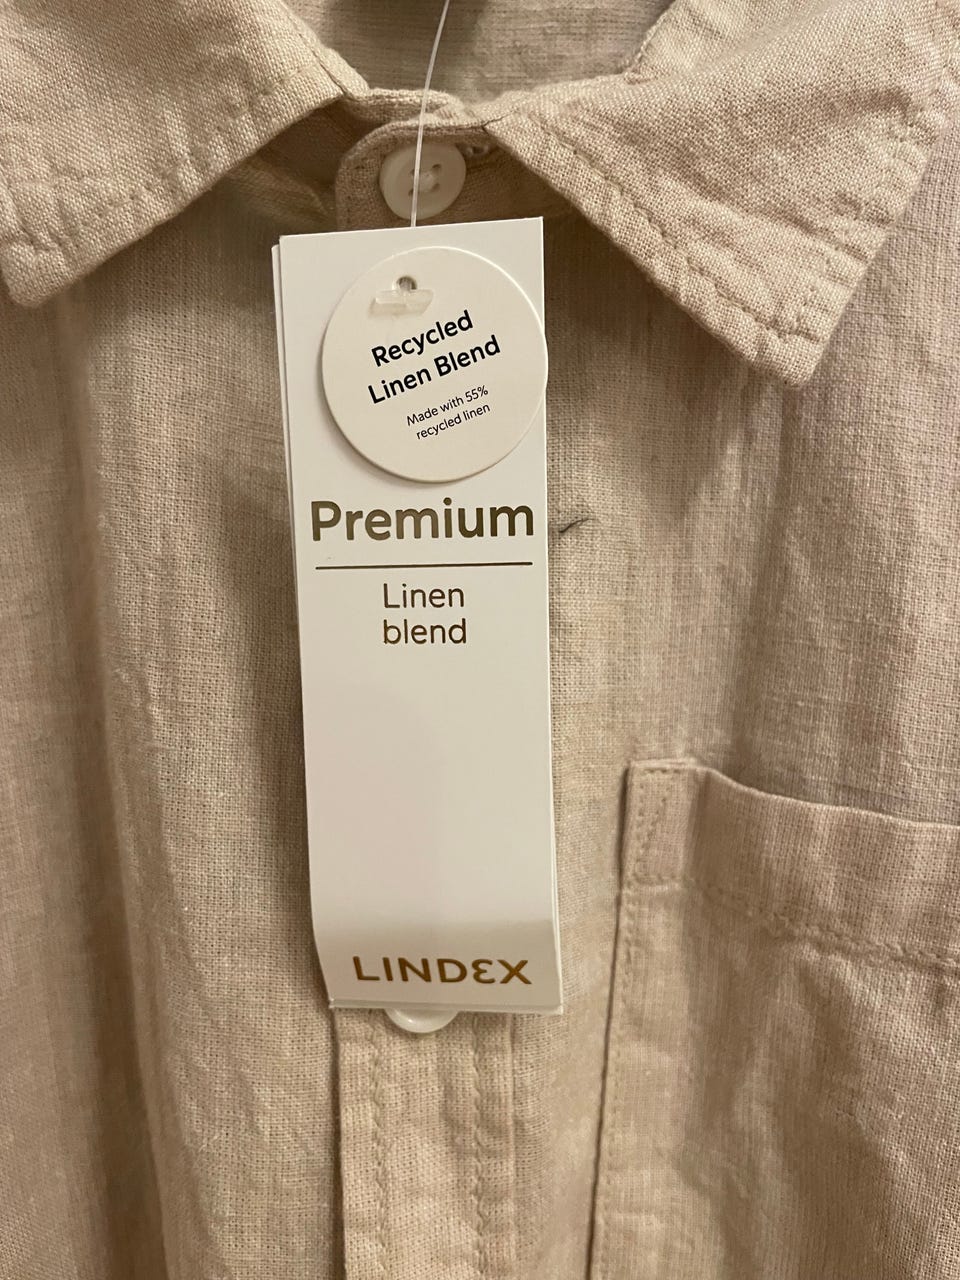 Recycled
Linen Blend
Made with 55%
recycled linen
Premium
Linen
blend
LINDEX